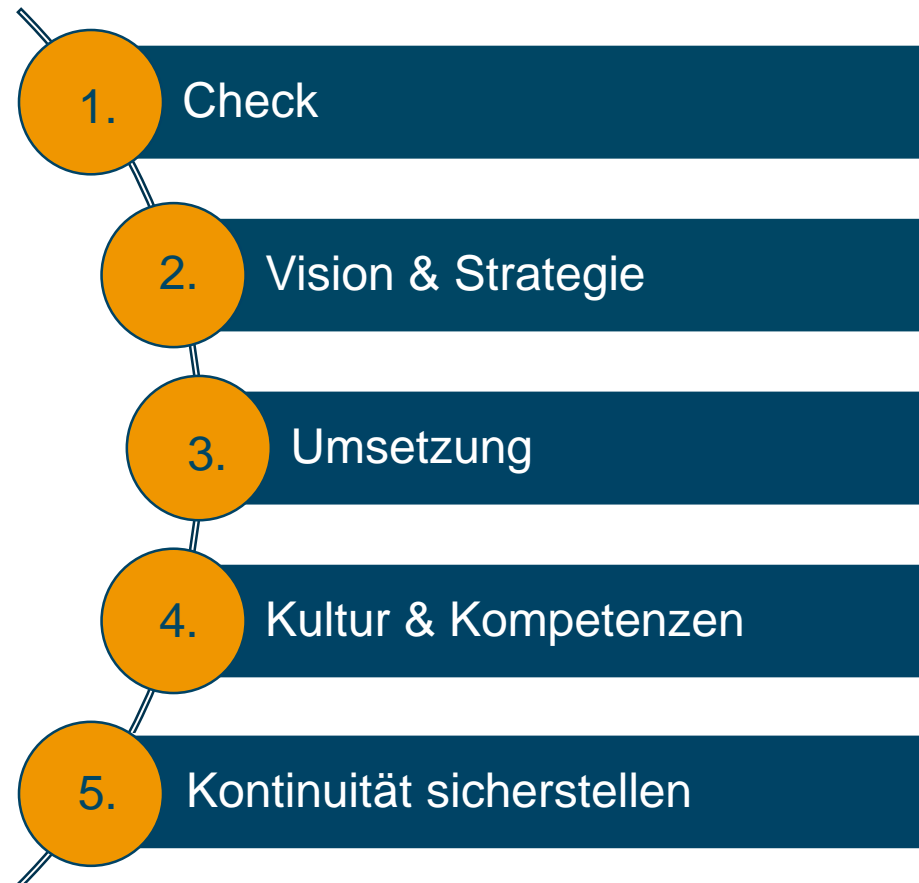 1. Check
2. Vision & Strategie
3. Umsetzung
4. Kultur & Kompetenzen
5. Kontinuität sicherstellen